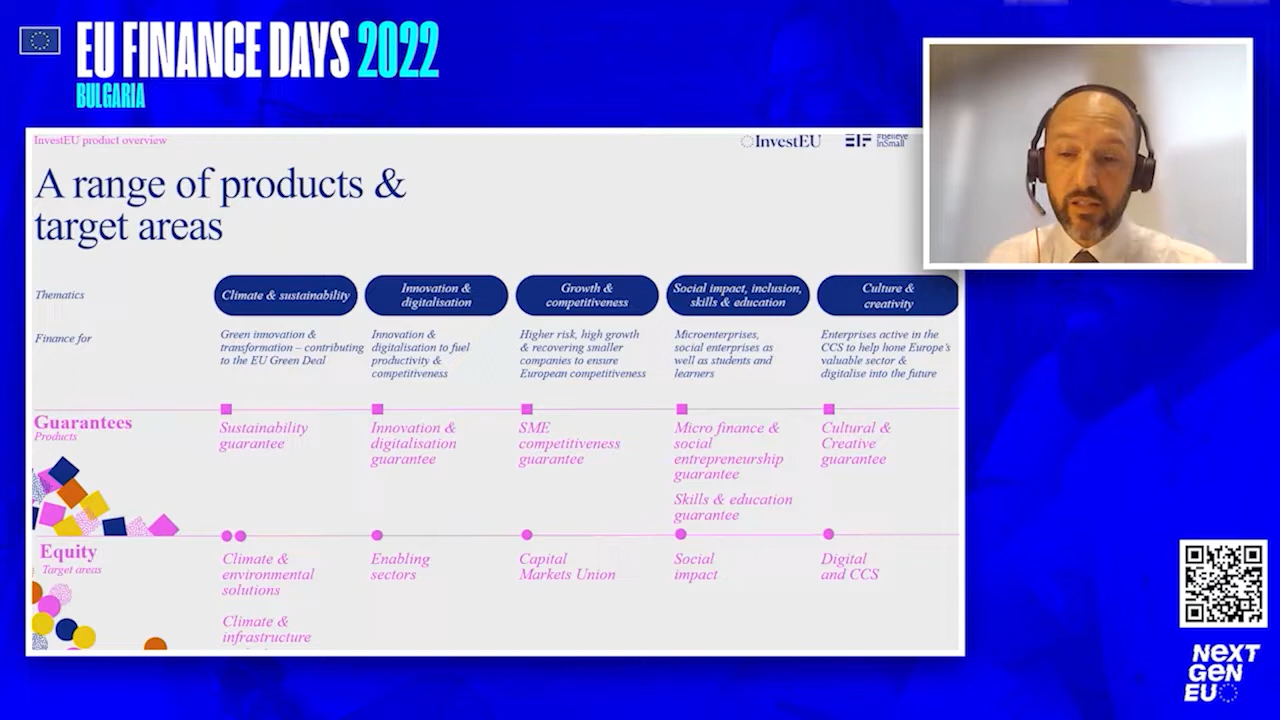 EU FINANCE DAYS 2022
BULGARIA
InvestEU product overview
InvestEU
EIF
#Believe
InSmall
A range of products &
target areas
Thematics
Climate & sustainability
Innovation &
digitalisation
Growth &
competitiveness
Social impact, inclusion,
skills & education
Culture &
creativity
Finance for
Green innovation &
transformation – contributing
to the EU Green Deal
Innovation &
digitalisation to fuel
productivity &
competitiveness
Higher risk, high growth
& recovering smaller
companies to ensure
European competitiveness
Microenterprises,
social enterprises as
well as students and
learners
Enterprises active in the
CCS to help hone Europe's
valuable sector &
digitalise into the future
Guarantees
Products
Sustainability
guarantee
Innovation &
digitalisation
guarantee
SME
competitiveness
guarantee
Micro finance &
social
entrepreneurship
guarantee
Skills & education
guarantee
Cultural &
Creative
guarantee
Equity
Target areas
Climate &
environmental
solutions
Climate &
infrastructure
Enabling
sectors
Capital
Markets Union
Social
impact
Digital
and CCS
NEXT
GEN
EU